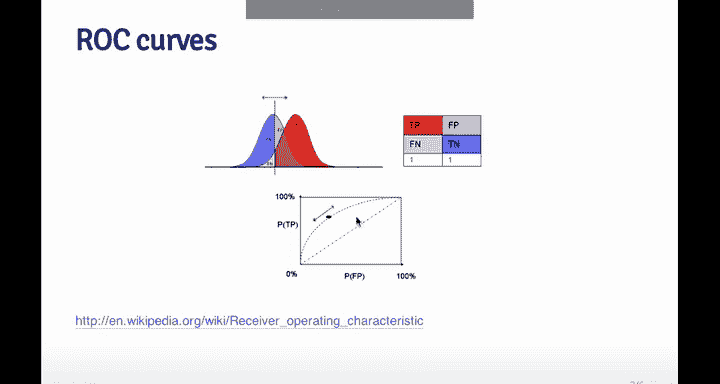 ROC curves
TP FP
FN TN
1 1
100%
P(TP)
0% P(FP) 100%
http://en.wikipedia.org/wiki/Receiver_operating_characteristic